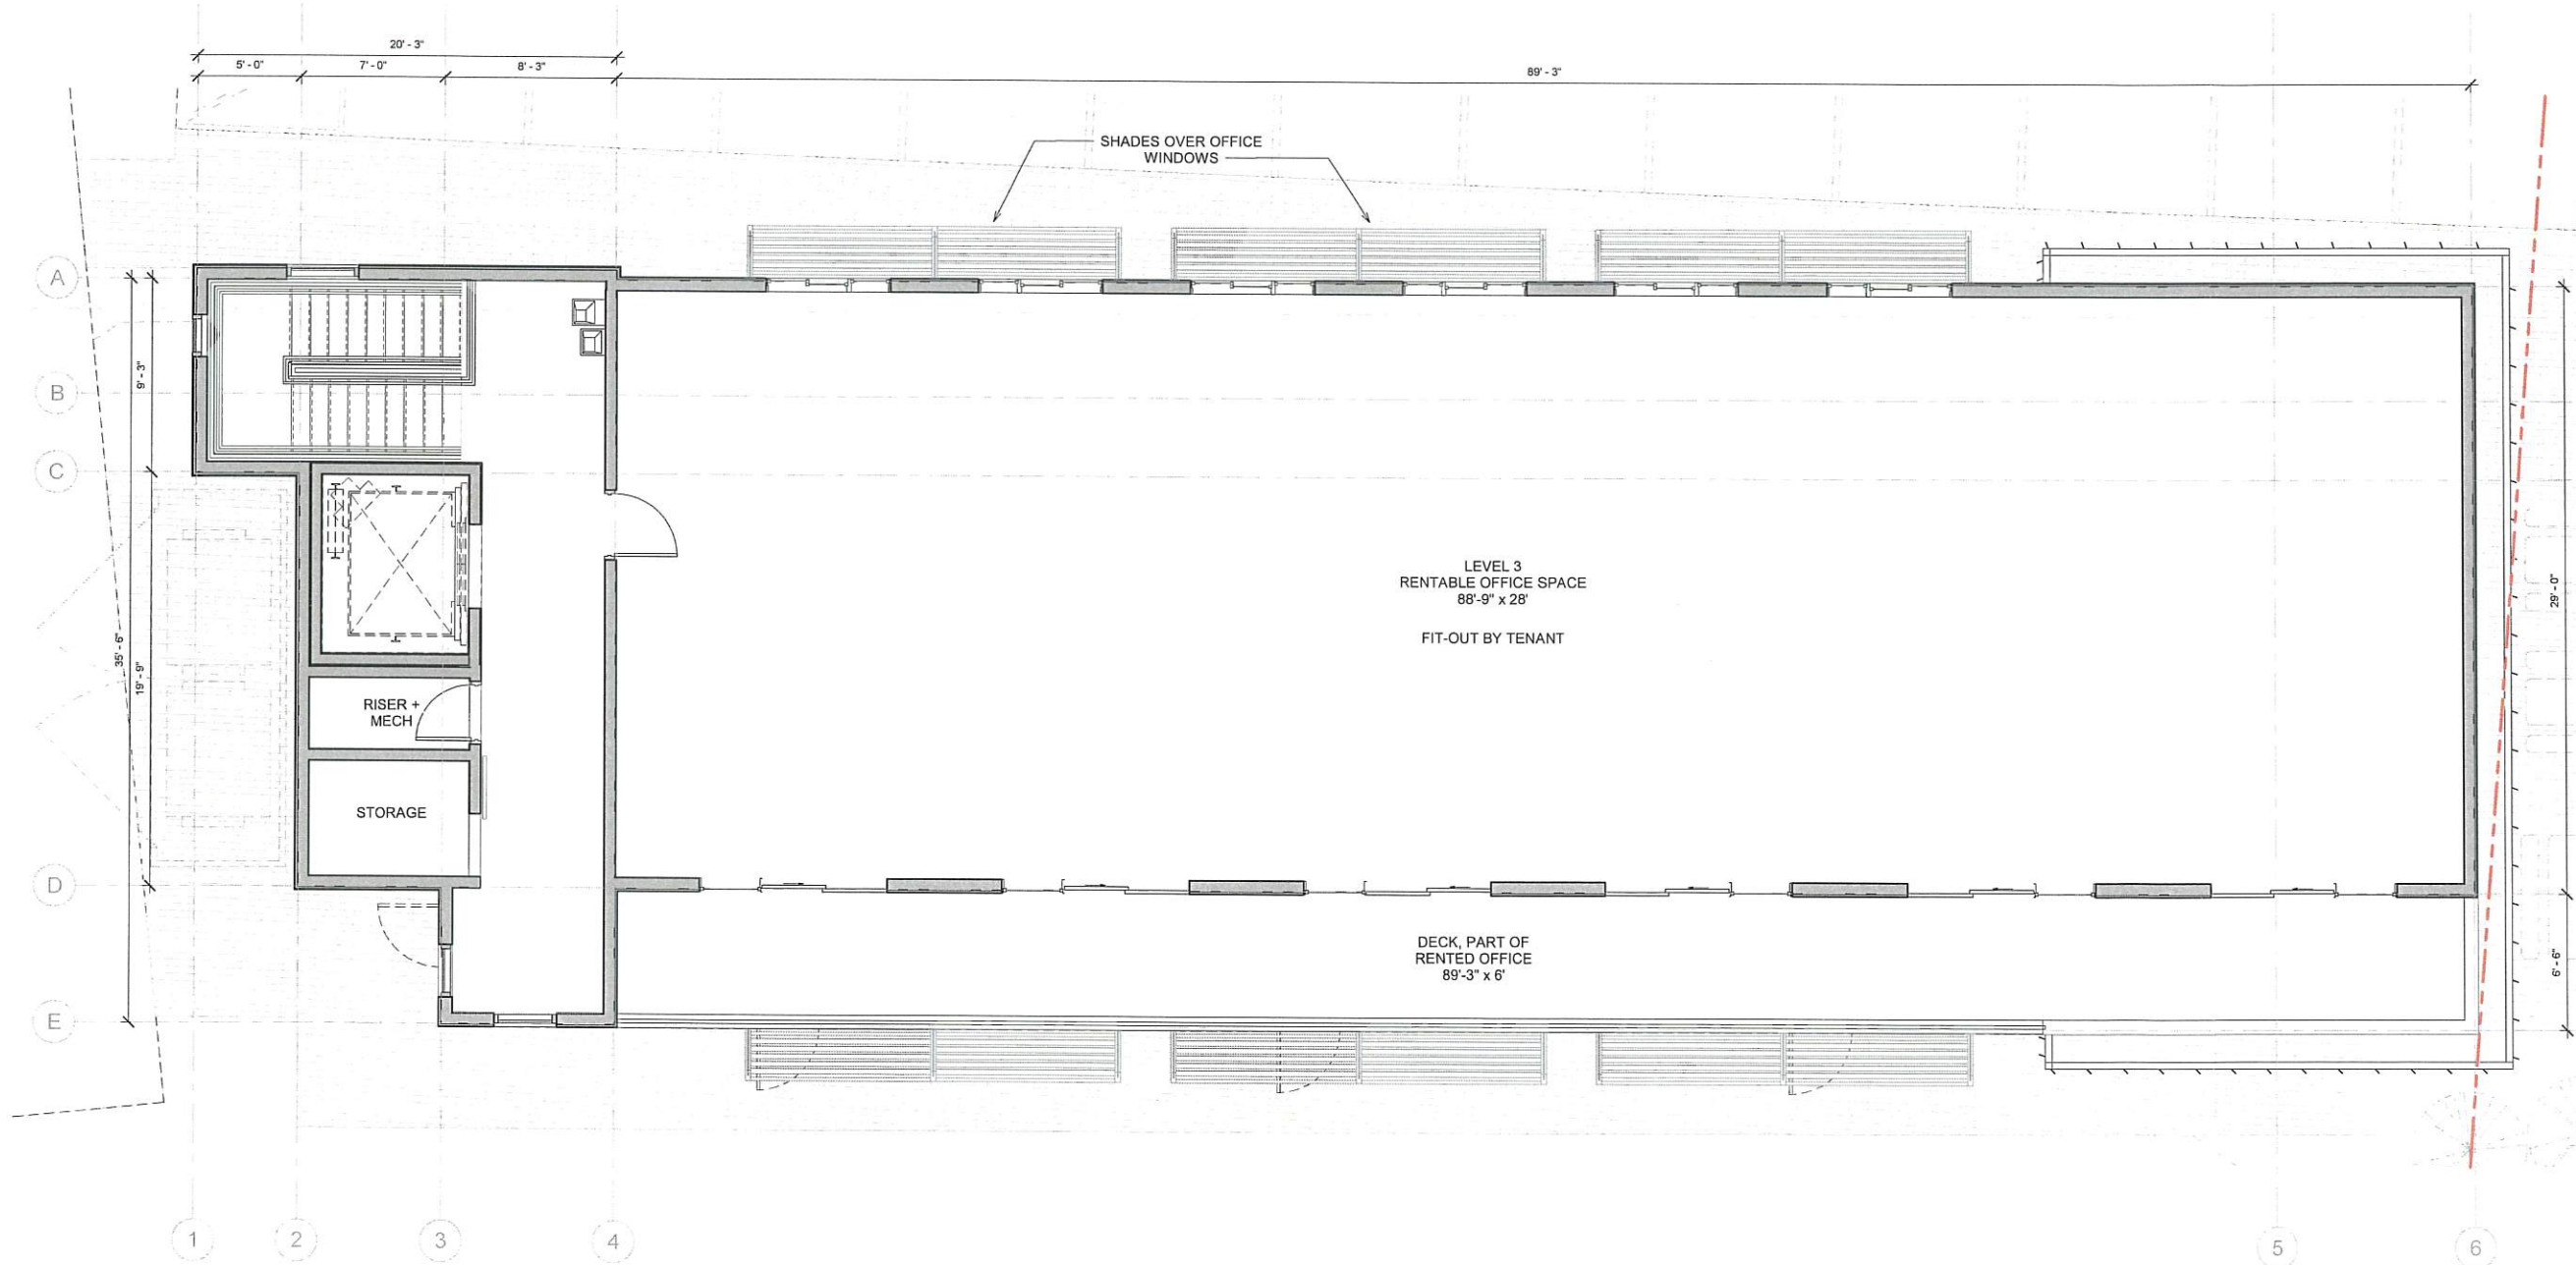 20' - 3"
5' - 0"
7' - 0"
8' - 3"
89' - 3"
SHADES OVER OFFICE
WINDOWS
A
B
C
D
E
9' - 3"
35' - 6"
19' - 9"
LEVEL 3
RENTABLE OFFICE SPACE
88'-9" x 28'
FIT-OUT BY TENANT
29' - 0"
RISER +
MECH
STORAGE
DECK, PART OF
RENTED OFFICE
89'-3" x 6'
6' - 6"
1
2
3
4
5
6